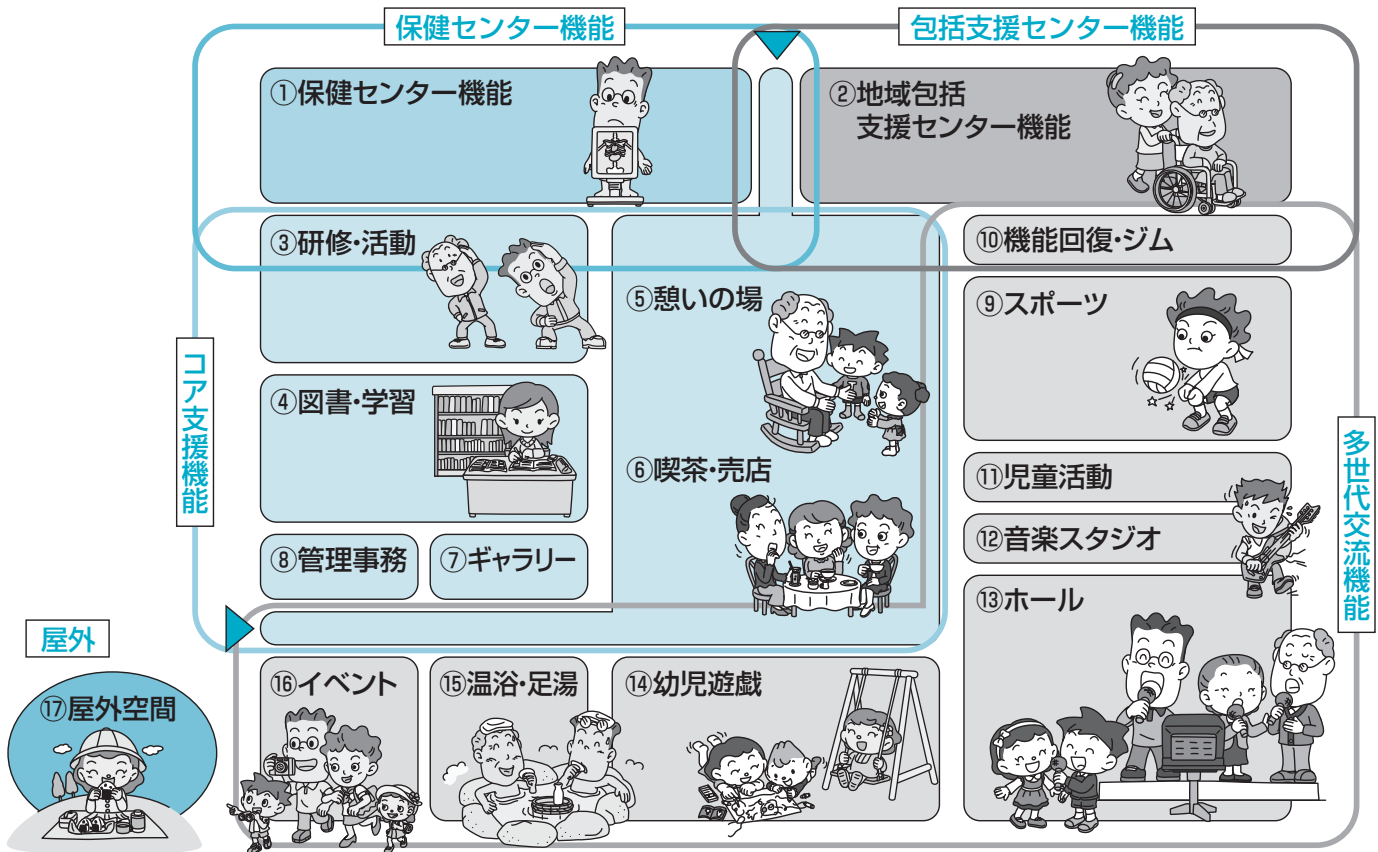 保健センター機能
包括支援センター機能
①保健センター機能
②地域包括
支援センター機能
③研修・活動
⑩機能回復・ジム
⑤憩いの場
⑨スポーツ
コア支援機能
④図書・学習
⑥喫茶・売店
多世代交流機能
⑪児童活動
⑫音楽スタジオ
⑧管理事務
⑦ギャラリー
⑬ホール
屋外
⑰屋外空間
⑯イベント
⑮温浴・足湯
⑭幼児遊戯